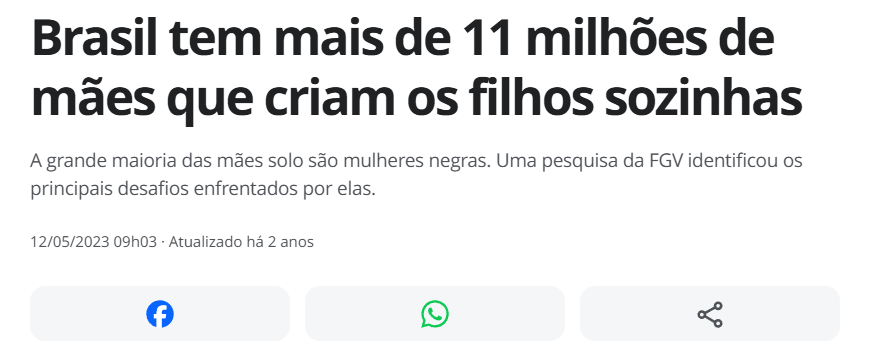 Brasil tem mais de 11 milhões de
mães que criam os filhos sozinhas
A grande maioria das mães solo são mulheres negras. Uma pesquisa da FGV identificou os
principais desafios enfrentados por elas.
12/05/2023 09h03 · Atualizado há 2 anos